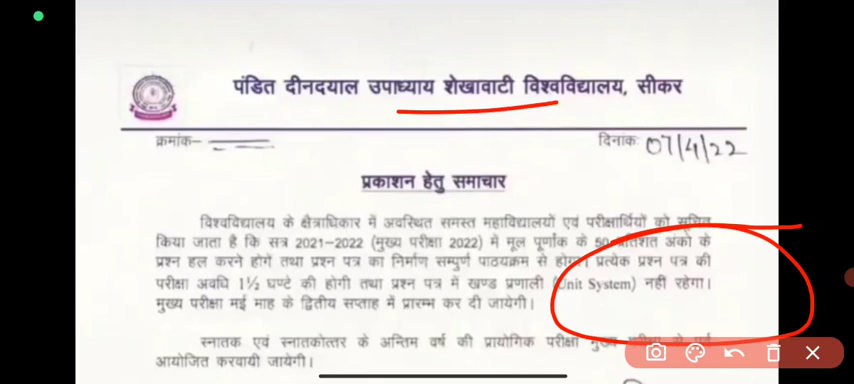 पंडित दीनदयाल उपाध्याय शेखावाटी विश्वविद्यालय, सीकर
क्रमांक–
दिनांक: 07/4/22
प्रकाशन हेतु समाचार
विश्वविद्यालय के क्षैत्राधिकार में अवस्थित समस्त महाविद्यालयों एवं परीक्षार्थियों को सूचित
किया जाता है कि सत्र 2021–2022 (मुख्य परीक्षा 2022) में मूल पूर्णांक के 50 प्रतिशत अंको के
प्रश्न हल करने होगें तथा प्रश्न पत्र का निर्माण सम्पुर्ण पाठयक्रम से होगा। प्रत्येक प्रश्न पत्र की
परीक्षा अवधि 1½ घण्टे की होगी तथा प्रश्न पत्र में खण्ड प्रणाली (Unit System) नहीं रहेगा।
मुख्य परीक्षा मई माह के द्वितीय सप्ताह में प्रारम्भ कर दी जायेगी।
स्नातक एवं स्नातकोत्तर के अन्तिम वर्ष की प्रायोगिक परीक्षा मुख्य परीक्षा से पूर्व
आयोजित करवायी जायेगी।